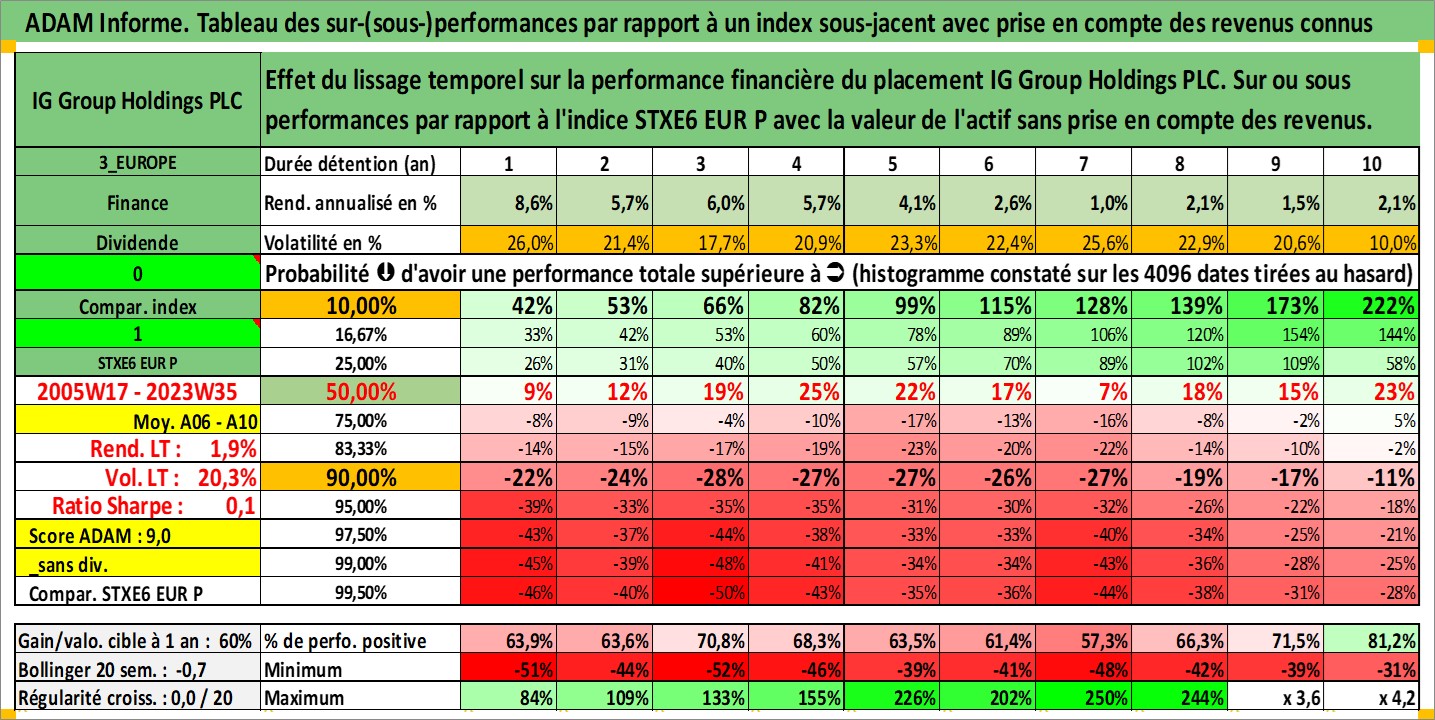 ADAM Informe. Tableau des sur-(sous-)performances par rapport à un index sous-jacent avec prise en compte des revenus connus
IG Group Holdings PLC
Effet du lissage temporel sur la performance financière du placement IG Group Holdings PLC. Sur ou sous
performances par rapport à l'indice STXE6 EUR P avec la valeur de l'actif sans prise en compte des revenus.
3_EUROPE Durée détention (an) 1 2 3 4 5 6 7 8 9 10
Finance Rend. annualisé en % 8,6% 5,7% 6,0% 5,7% 4,1% 2,6% 1,0% 2,1% 1,5% 2,1%
Dividende Volatilité en % 26,0% 21,4% 17,7% 20,9% 23,3% 22,4% 25,6% 22,9% 20,6% 10,0%
0 Probabilité d'avoir une performance totale supérieure à (histogramme constaté sur les 4096 dates tirées au hasard)
Compar. index 10,00% 42% 53% 66% 82% 99% 115% 128% 139% 173% 222%
1 16,67% 33% 42% 53% 60% 78% 89% 106% 120% 154% 144%
STXE6 EUR P 25,00% 26% 31% 40% 50% 57% 70% 89% 102% 109% 58%
2005W17 - 2023W35 50,00% 9% 12% 19% 25% 22% 17% 7% 18% 15% 23%
Moy. A06 - A10 75,00% -8% -9% -4% -10% -17% -13% -16% -8% -2% 5%
Rend. LT : 1,9% 83,33% -14% -15% -17% -19% -23% -20% -22% -14% -10% -2%
Vol. LT : 20,3% 90,00% -22% -24% -28% -27% -27% -26% -27% -19% -17% -11%
Ratio Sharpe : 0,1 95,00% -39% -33% -35% -35% -31% -30% -32% -26% -22% -18%
Score ADAM : 9,0 97,50% -43% -37% -44% -38% -33% -33% -40% -34% -25% -21%
_sans div. 99,00% -45% -39% -48% -41% -34% -34% -43% -36% -28% -25%
Compar. STXE6 EUR P 99,50% -46% -40% -50% -43% -35% -36% -44% -38% -31% -28%
Gain/valo. cible à 1 an : 60% % de perfo. positive 63,9% 63,6% 70,8% 68,3% 63,5% 61,4% 57,3% 66,3% 71,5% 81,2%
Bollinger 20 sem. : -0,7 Minimum -51% -44% -52% -46% -39% -41% -48% -42% -39% -31%
Régularité croiss. : 0,0 / 20 Maximum 84% 109% 133% 155% 226% 202% 250% 244% x 3,6 x 4,2